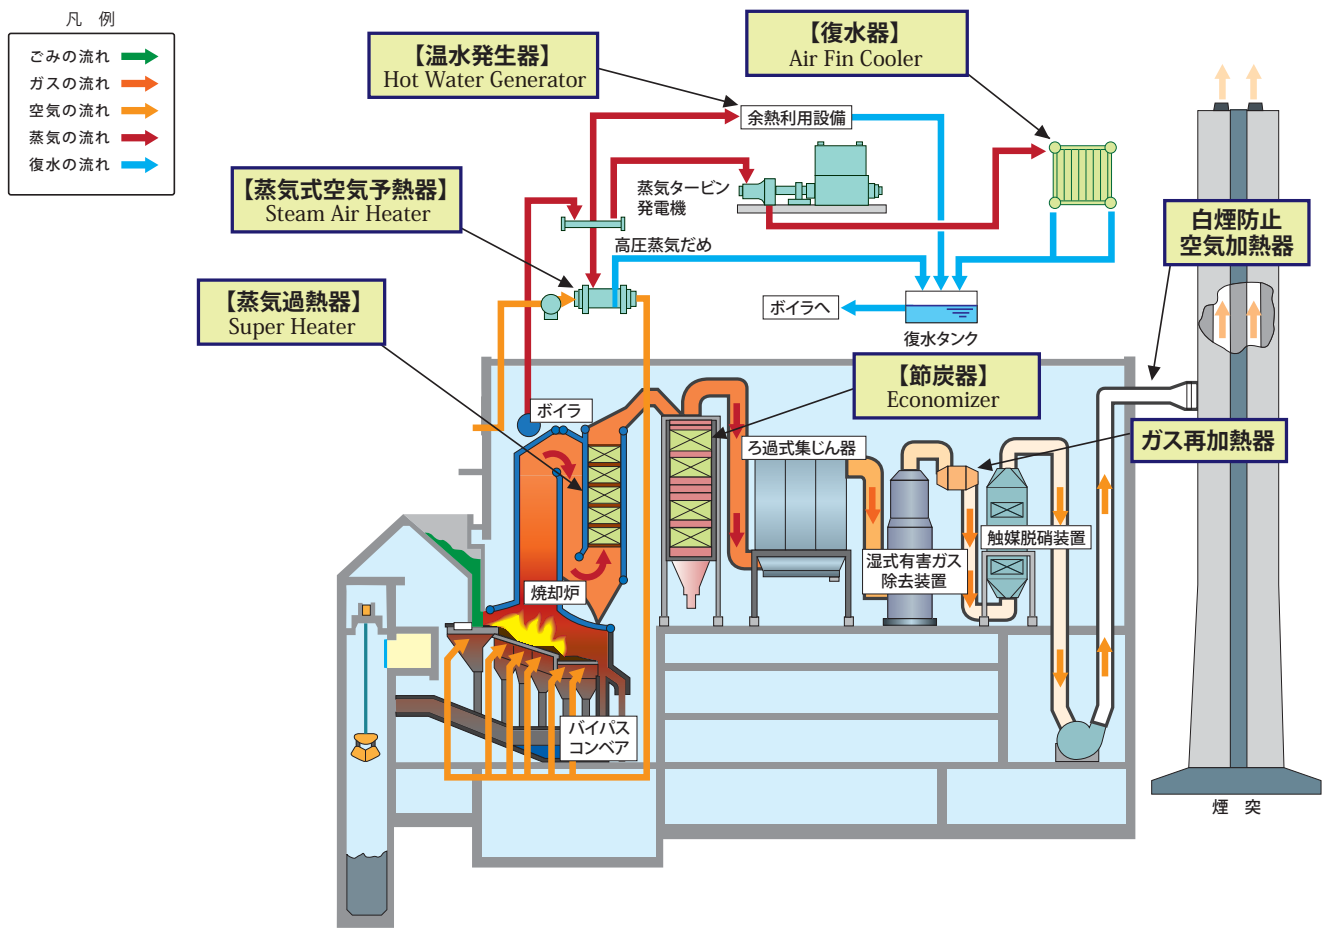 凡 例
ごみの流れ
ガスの流れ
空気の流れ
蒸気の流れ
復水の流れ
【温水発生器】
Hot Water Generator
【復水器】
Air Fin Cooler
余熱利用設備
【蒸気式空気予熱器】
Steam Air Heater
蒸気タービン
発電機
高圧蒸気だめ
白煙防止
空気加熱器
【蒸気過熱器】
Super Heater
ボイラへ
復水タンク
【節炭器】
Economizer
ボイラ
ろ過式集じん器
ガス再加熱器
触媒脱硝装置
湿式有害ガス
除去装置
焼却炉
バイパス
コンベア
煙 突